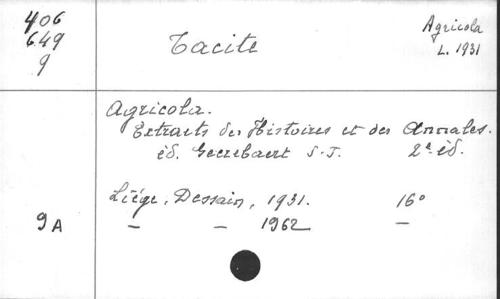 406
649
9
Tacite
Agricola
L. 1931
Agricola.
Extraits des Histoires et des Annales.
éd. Geerebaert S.J. 2e éd.
Liège, Dessain, 1931. 16°
9A
— — 1962 —